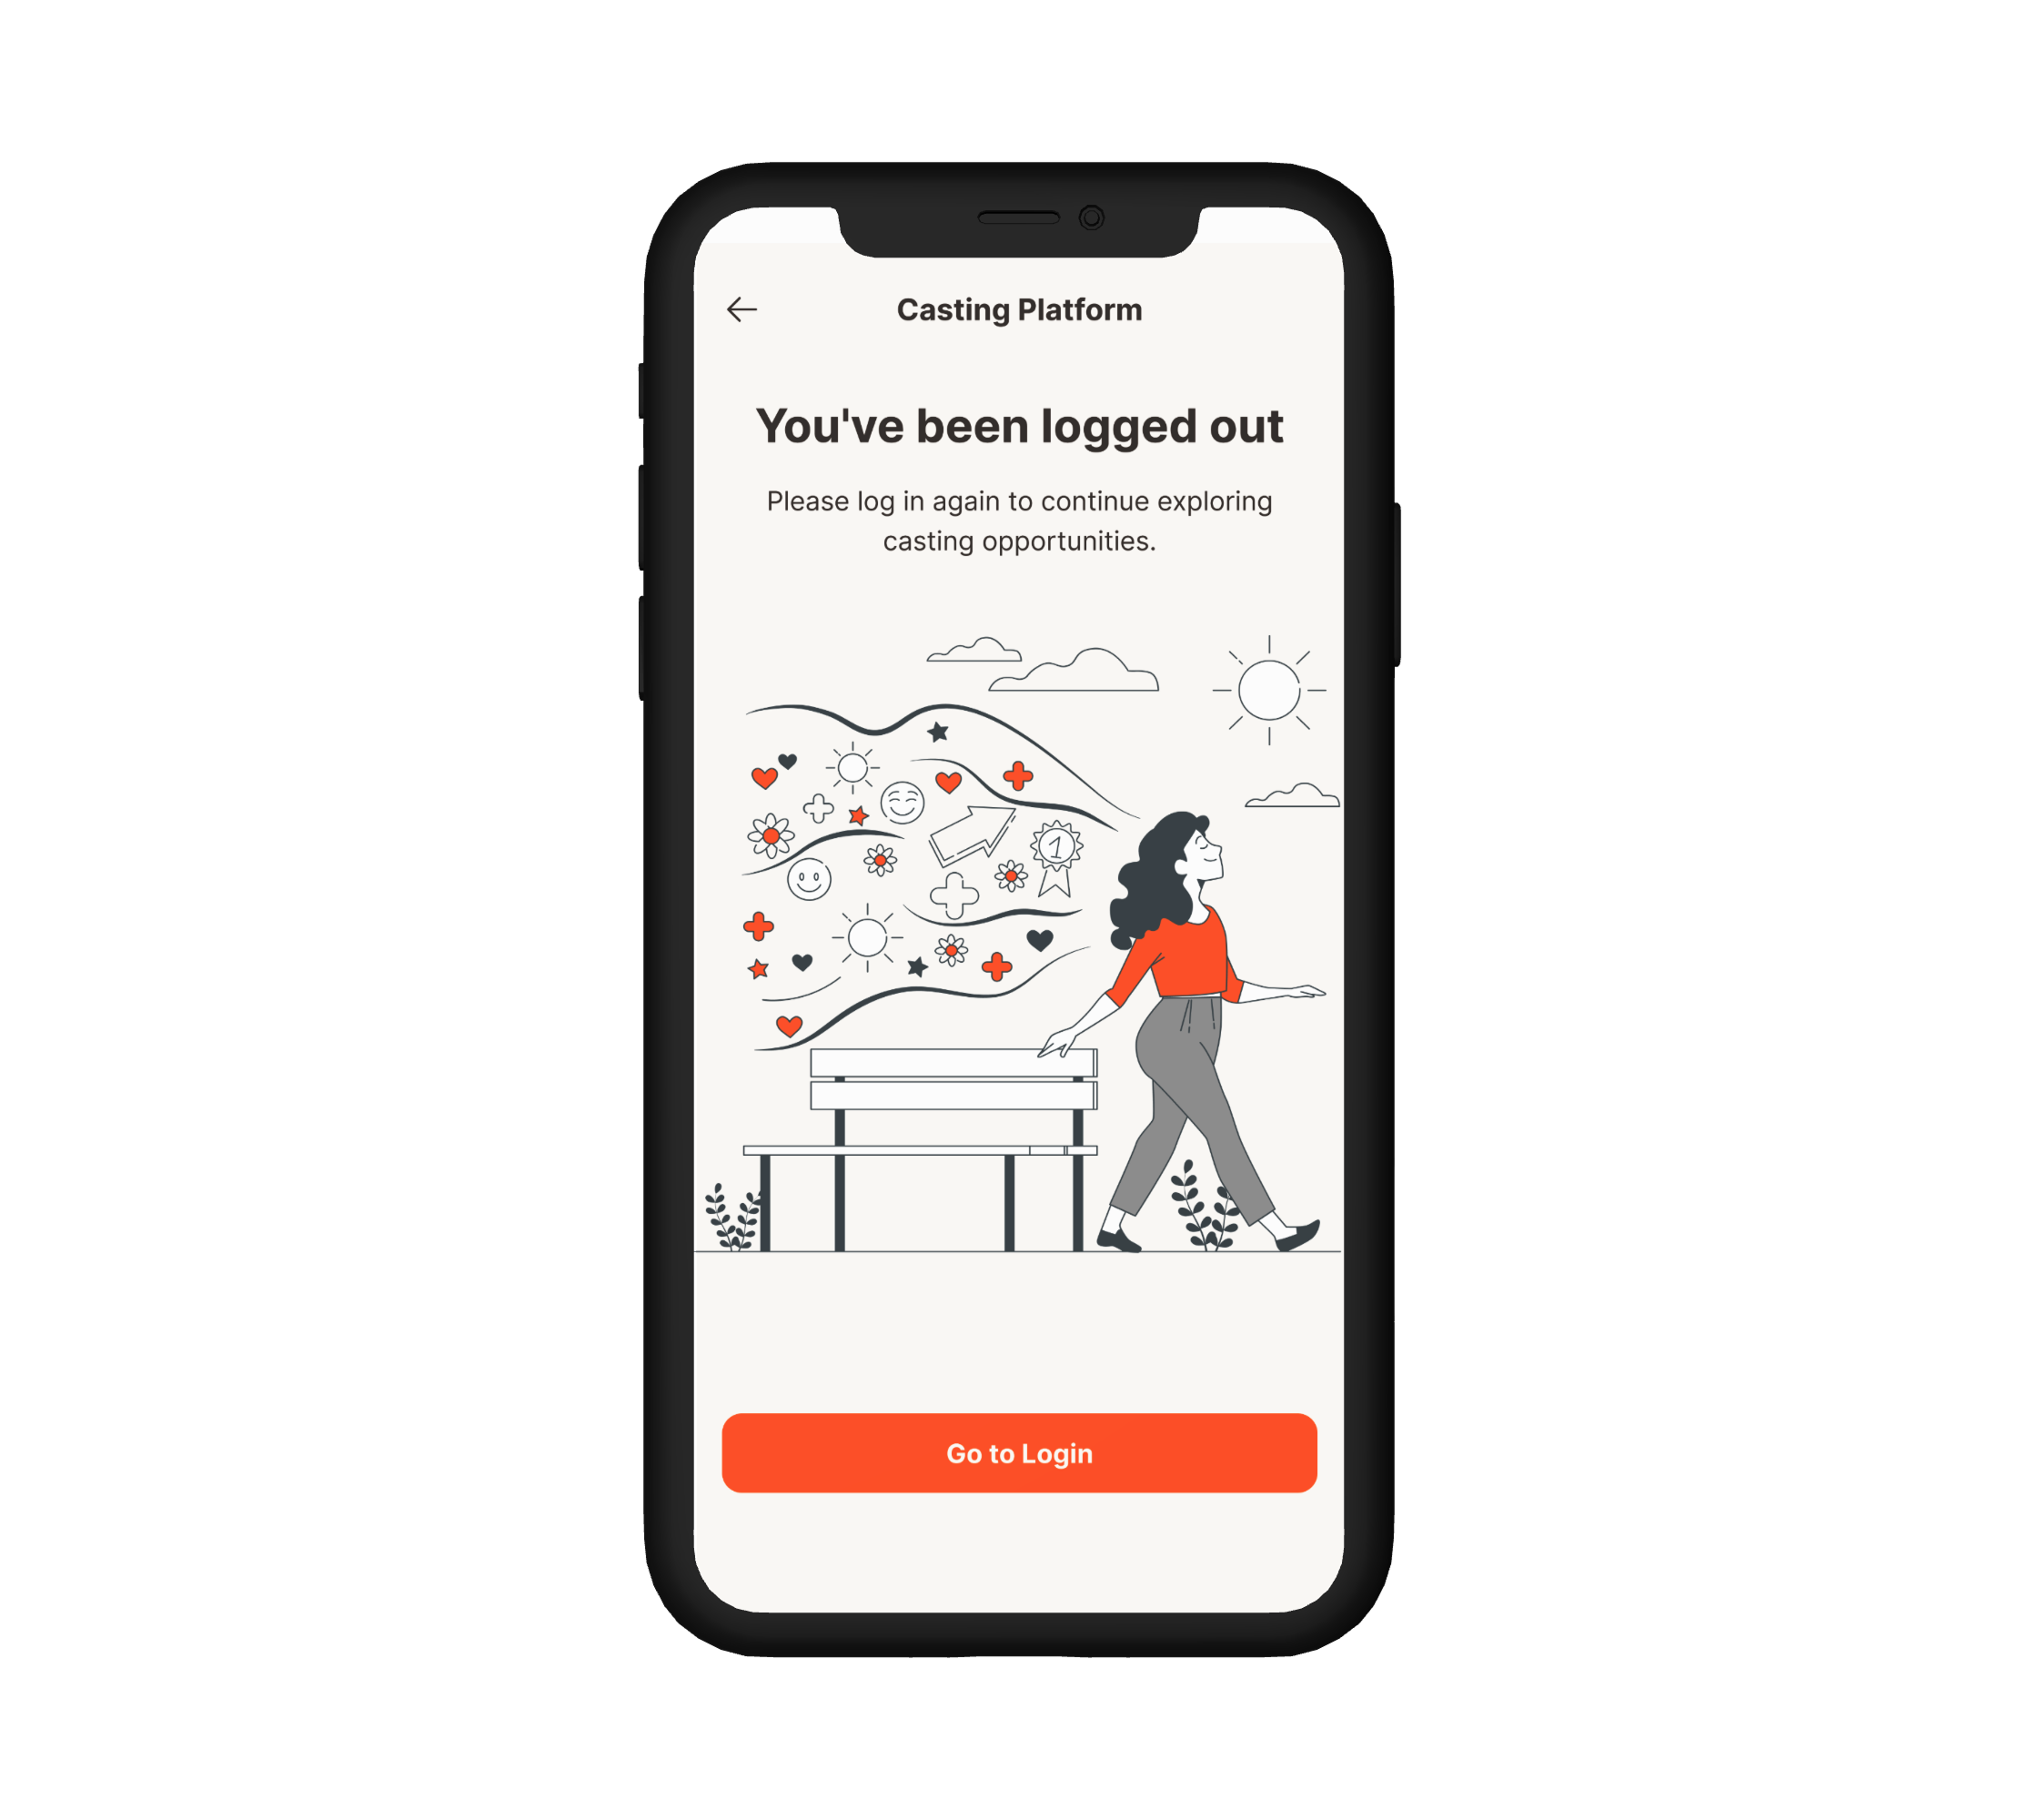 Casting Platform
You've been logged out
Please log in again to continue exploring
casting opportunities.
1
Go to Login